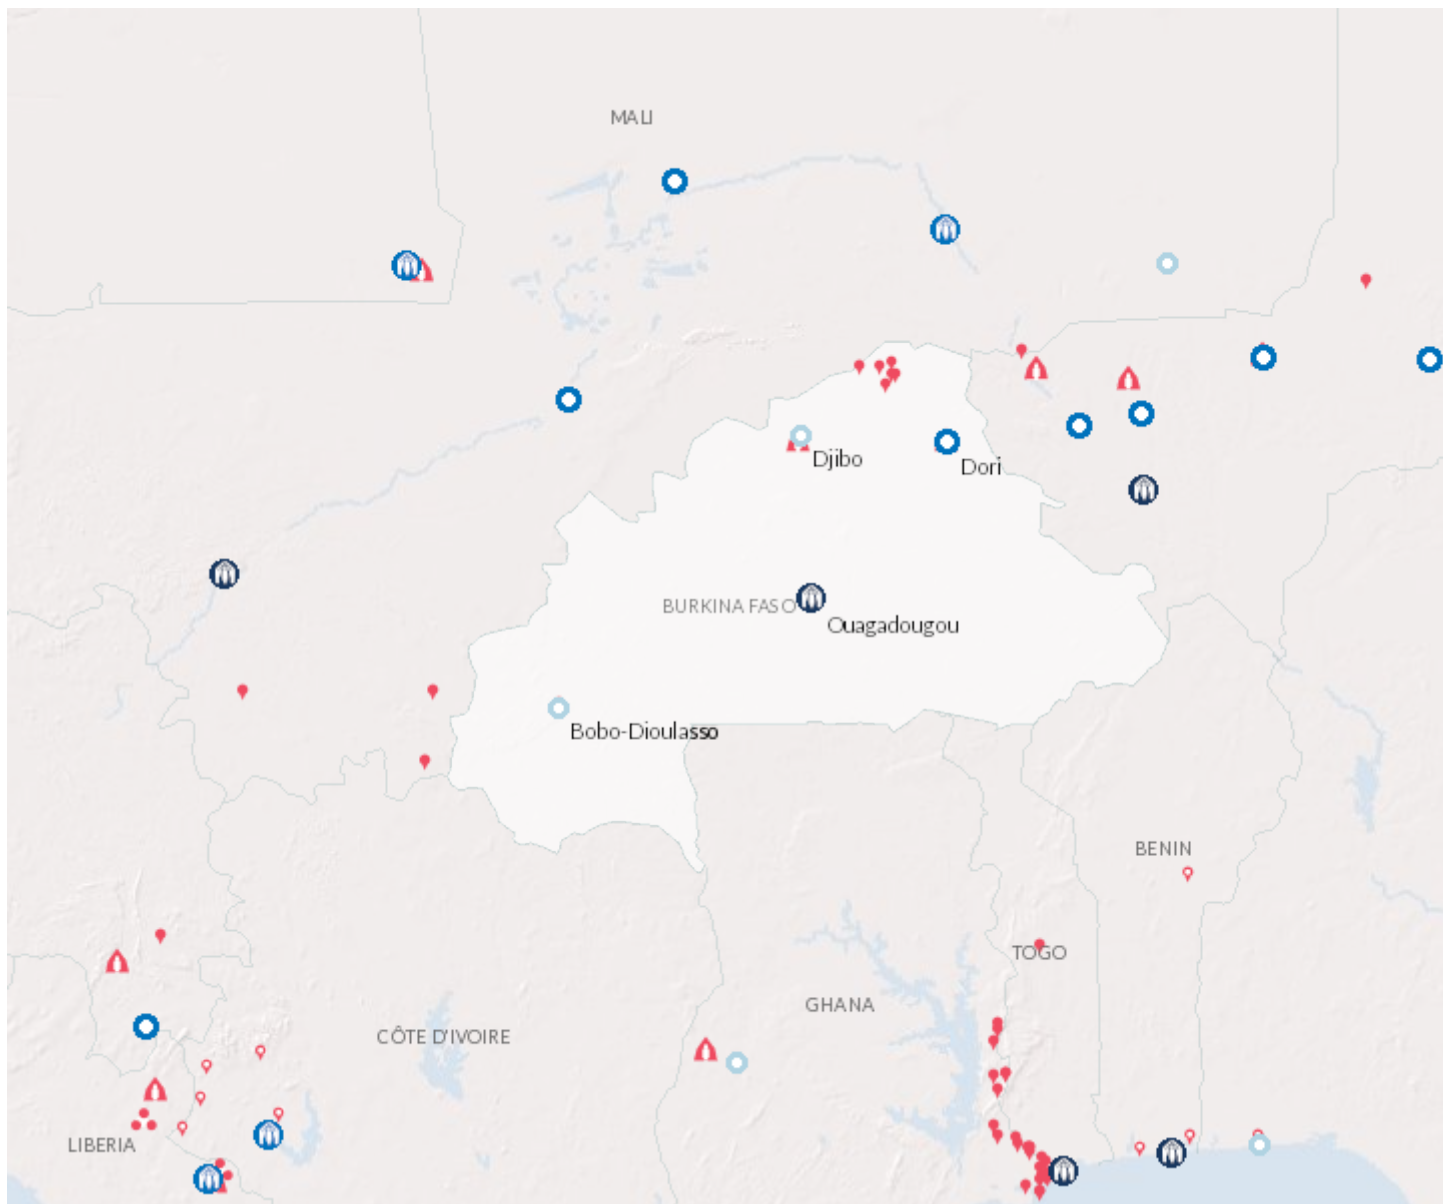 MALI
Djibo
Dori
BURKINA FASO
Ouagadougou
Bobo-Dioulasso
BENIN
TOGO
GHANA
CÔTE D'IVOIRE
LIBERIA